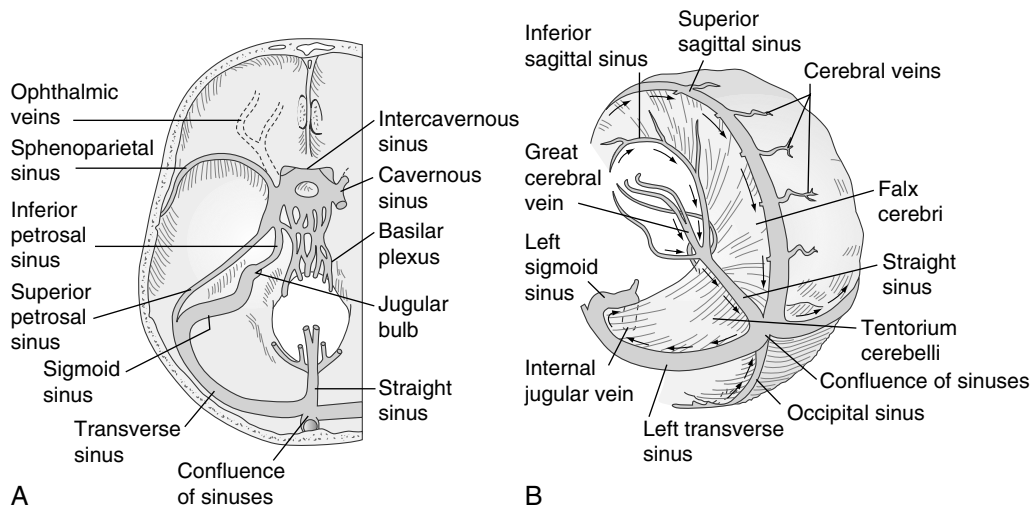 Ophthalmic
veins
Sphenoparietal
sinus
Inferior
petrosal
sinus
Superior
petrosal
sinus
Sigmoid
sinus
Transverse
sinus
Confluence
of sinuses
Intercavernous
sinus
Cavernous
sinus
Basilar
plexus
Jugular
bulb
Straight
sinus
A
Inferior
sagittal sinus
Superior
sagittal sinus
Cerebral veins
Great
cerebral
vein
Falx
cerebri
Left
sigmoid
sinus
Straight
sinus
Tentorium
cerebelli
Internal
jugular vein
Confluence of sinuses
Occipital sinus
Left transverse
sinus
B